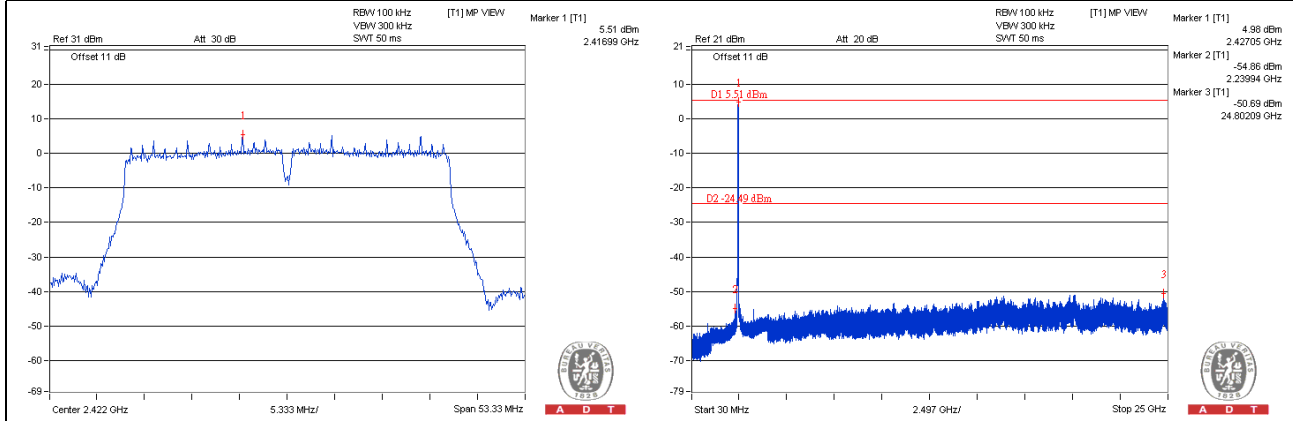 RBW 100 kHz [T1] MP VIEW Marker 1 [T1]
VBW 300 kHz 5.51 dBm
Ref 31 dBm Att 30 dB SWT 50 ms 2.41699 GHz
31
Offset 11 dB
20
10
1
0
-10
-20
-30
-40
-50
-60
-69
Center 2.422 GHz 5.333 MHz/ Span 53.33 MHz
BUREAU VERITAS
1828
A D T
RBW 100 kHz [T1] MP VIEW Marker 1 [T1]
VBW 300 kHz 4.98 dBm
Ref 21 dBm Att 20 dB SWT 50 ms 2.42705 GHz
21
Offset 11 dB
Marker 2 [T1]
-54.86 dBm
2.23994 GHz
Marker 3 [T1]
-50.69 dBm
24.80209 GHz
10
1
D1 5.51 dBm
0
-10
-20
D2 -24.49 dBm
-30
-40
3
2
-50
-60
-70
-79
Start 30 MHz 2.497 GHz/ Stop 25 GHz
BUREAU VERITAS
1828
A D T